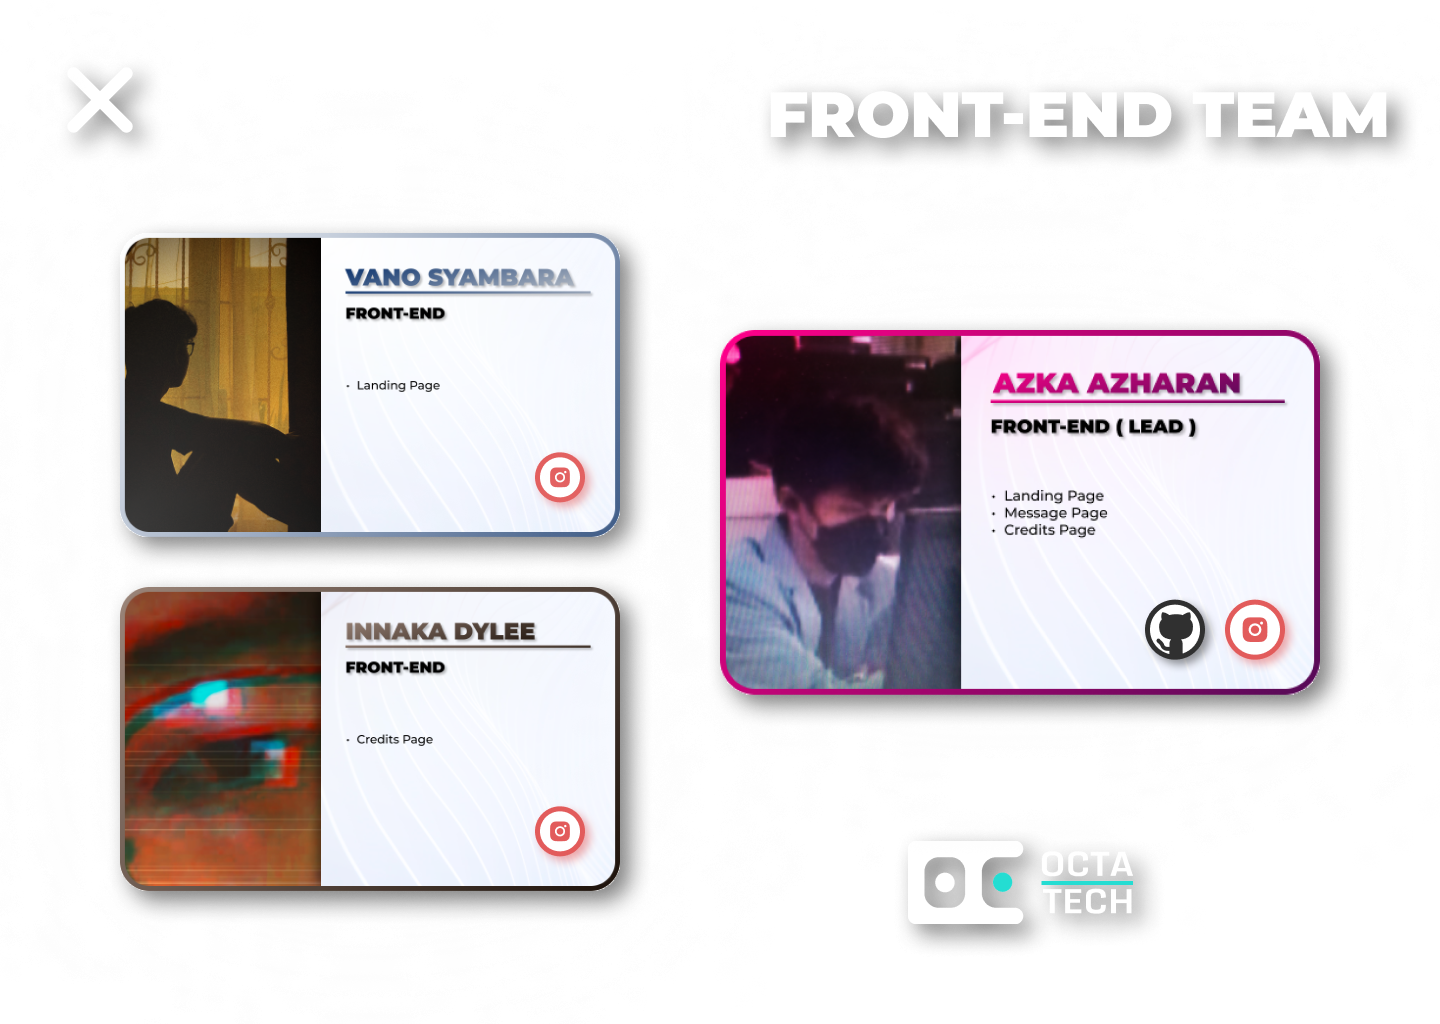 FRONT-END TEAM
VANO SYAMBARA
FRONT-END
• Landing Page
INNAKA DYLEE
FRONT-END
• Credits Page
AZKA AZHARAN
FRONT-END ( LEAD )
• Landing Page
• Message Page
• Credits Page
OCTA
TECH